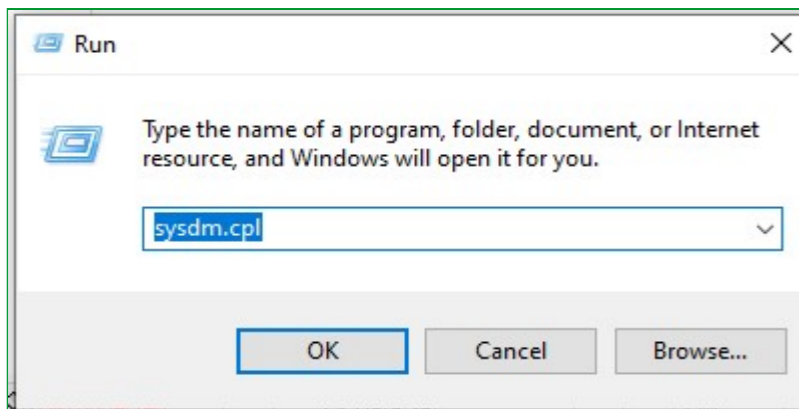 Run
Type the name of a program, folder, document, or Internet
resource, and Windows will open it for you.
sysdm.cpl
OK Cancel Browse...